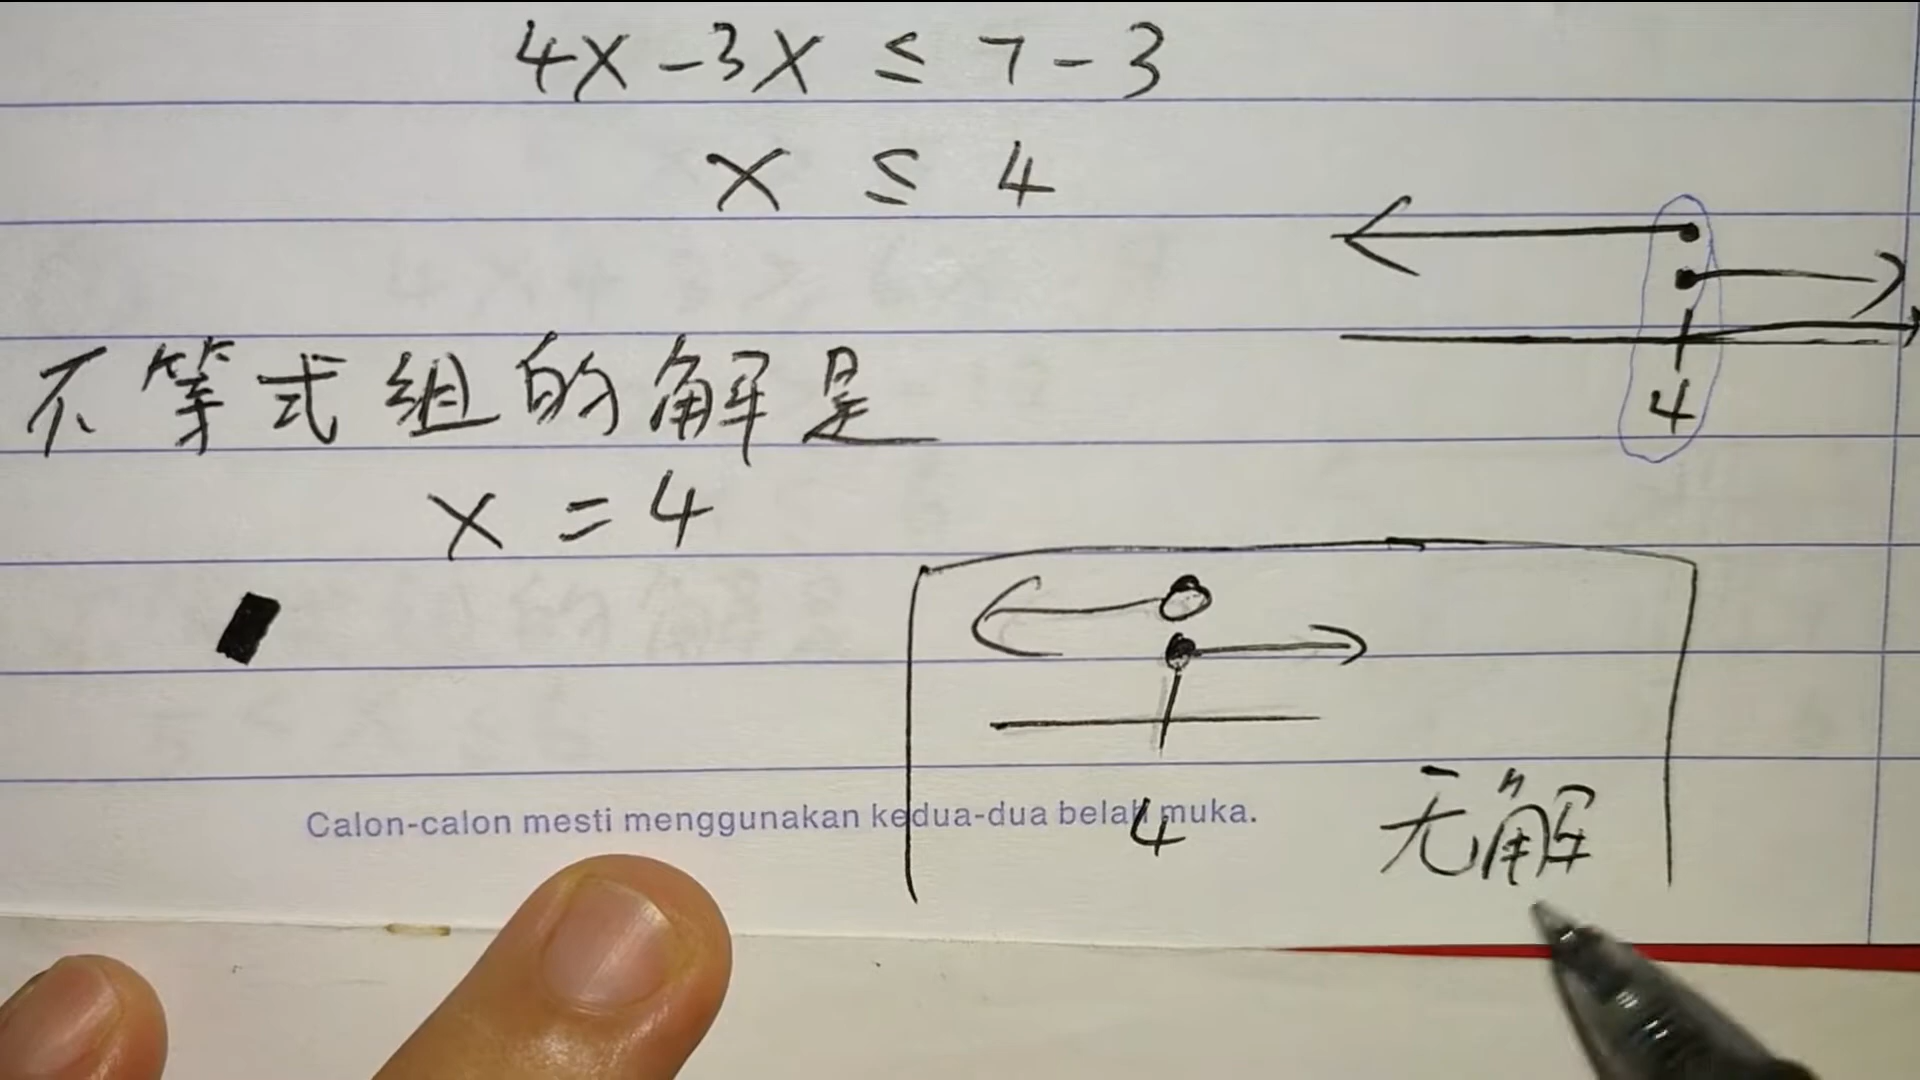 4x - 3x ≤ 7 - 3
x ≤ 4
4
不等式组的解是
x = 4
4
无解
Calon-calon mesti menggunakan kedua-dua belah muka.